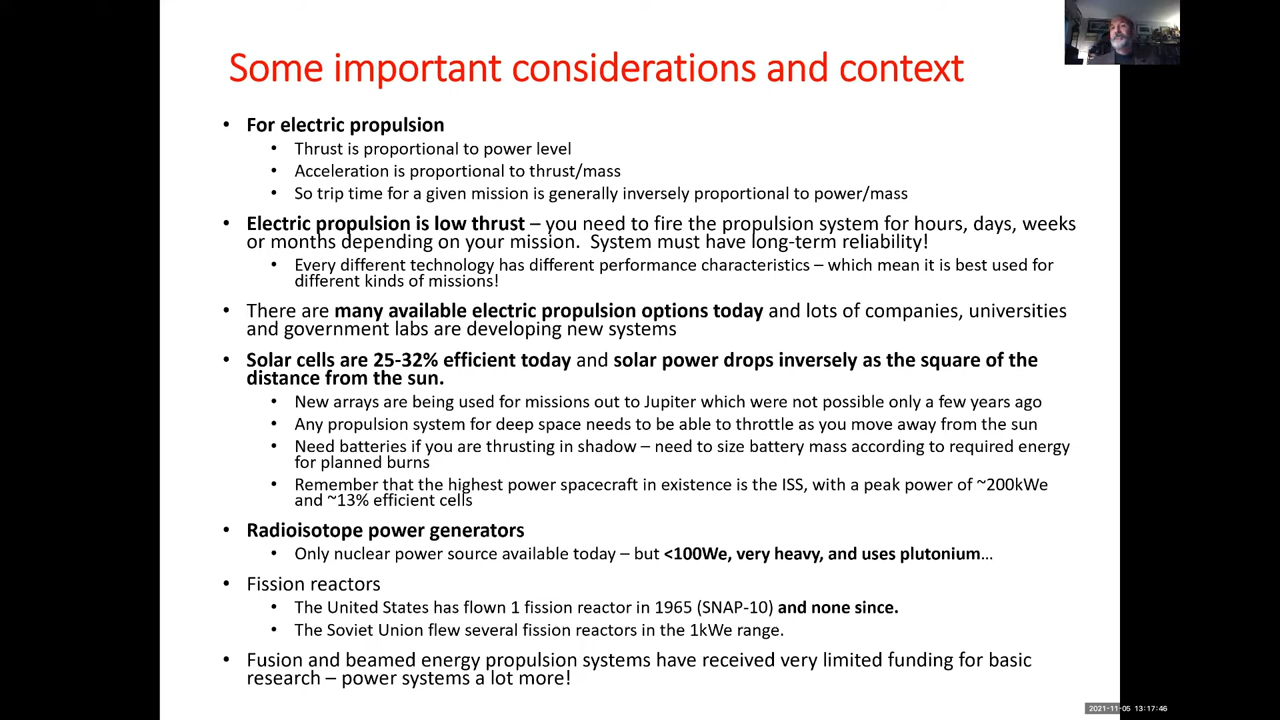 Some important considerations and context
• For electric propulsion
• Thrust is proportional to power level
• Acceleration is proportional to thrust/mass
• So trip time for a given mission is generally inversely proportional to power/mass
• Electric propulsion is low thrust – you need to fire the propulsion system for hours, days, weeks
or months depending on your mission.  System must have long-term reliability!
• Every different technology has different performance characteristics – which mean it is best used for
different kinds of missions!
• There are many available electric propulsion options today and lots of companies, universities
and government labs are developing new systems
• Solar cells are 25-32% efficient today and solar power drops inversely as the square of the
distance from the sun.
• New arrays are being used for missions out to Jupiter which were not possible only a few years ago
• Any propulsion system for deep space needs to be able to throttle as you move away from the sun
• Need batteries if you are thrusting in shadow – need to size battery mass according to required energy
for planned burns
• Remember that the highest power spacecraft in existence is the ISS, with a peak power of ~200kWe
and ~13% efficient cells
• Radioisotope power generators
• Only nuclear power source available today – but <100We, very heavy, and uses plutonium…
• Fission reactors
• The United States has flown 1 fission reactor in 1965 (SNAP-10) and none since.
• The Soviet Union flew several fission reactors in the 1kWe range.
• Fusion and beamed energy propulsion systems have received very limited funding for basic
research – power systems a lot more!
2021-11-05 13:17:46